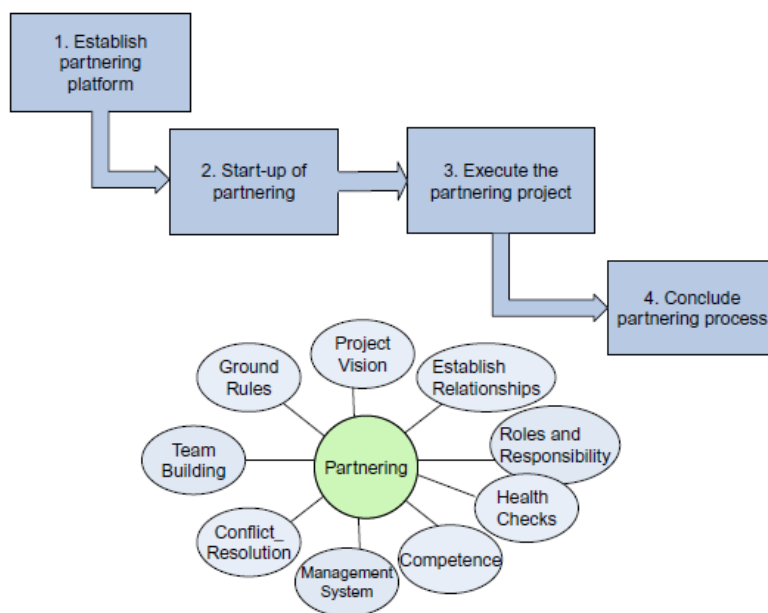 1. Establish
partnering
platform
2. Start-up of
partnering
3. Execute the
partnering project
4. Conclude
partnering process
Project
Vision
Ground
Rules
Establish
Relationships
Team
Building
Partnering
Roles and
Responsibility
Health
Checks
Conflict_
Resolution
Management
System
Competence